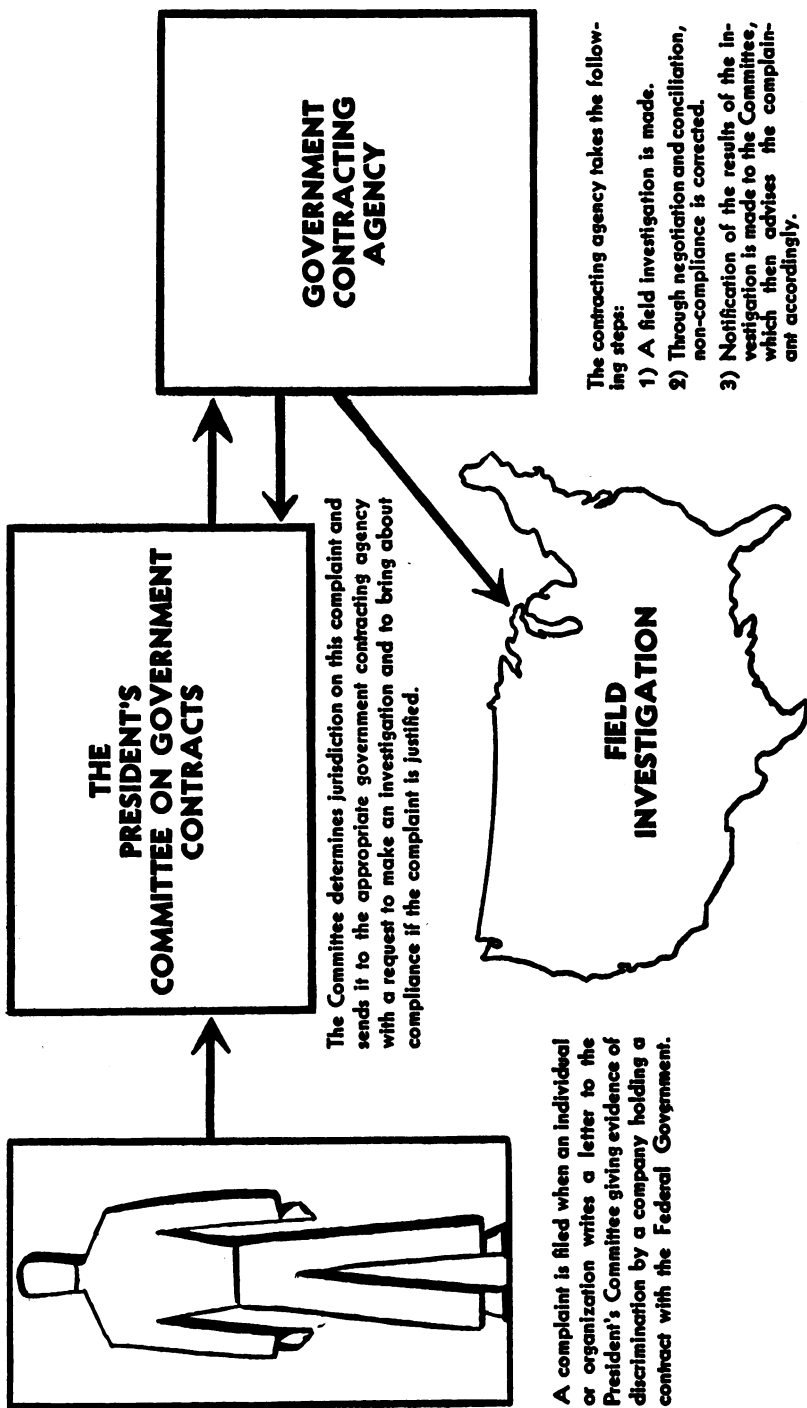 THE
PRESIDENT'S
COMMITTEE ON GOVERNMENT
CONTRACTS
GOVERNMENT
CONTRACTING
AGENCY
A complaint is filed when an individual
or organization writes a letter to the
President's Committee giving evidence of
discrimination by a company holding a
contract with the Federal Government.
The Committee determines jurisdiction on this complaint and
sends it to the appropriate government contracting agency
with a request to make an investigation and to bring about
compliance if the complaint is justified.
FIELD
INVESTIGATION
The contracting agency takes the follow-
ing steps:
1) A field investigation is made.
2) Through negotiation and conciliation,
non-compliance is corrected.
3) Notification of the results of the in-
vestigation is made to the Committee,
which then advises the complain-
ant accordingly.